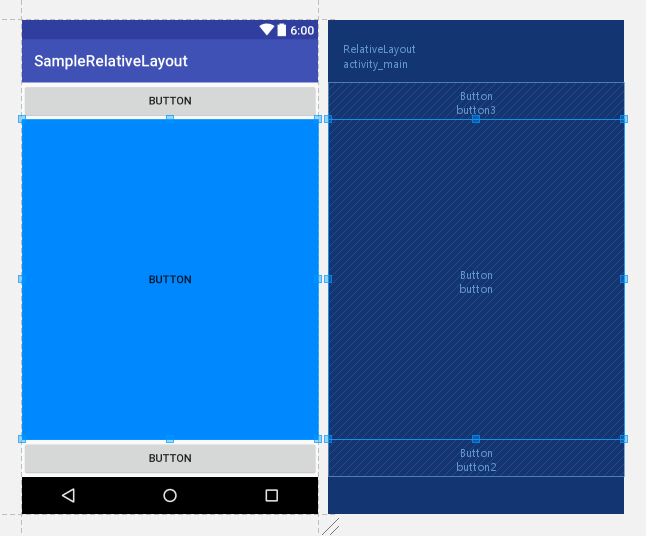 6:00
SampleRelativeLayout
BUTTON
BUTTON
BUTTON
RelativeLayout
activity_main
Button
button3
Button
button
Button
button2